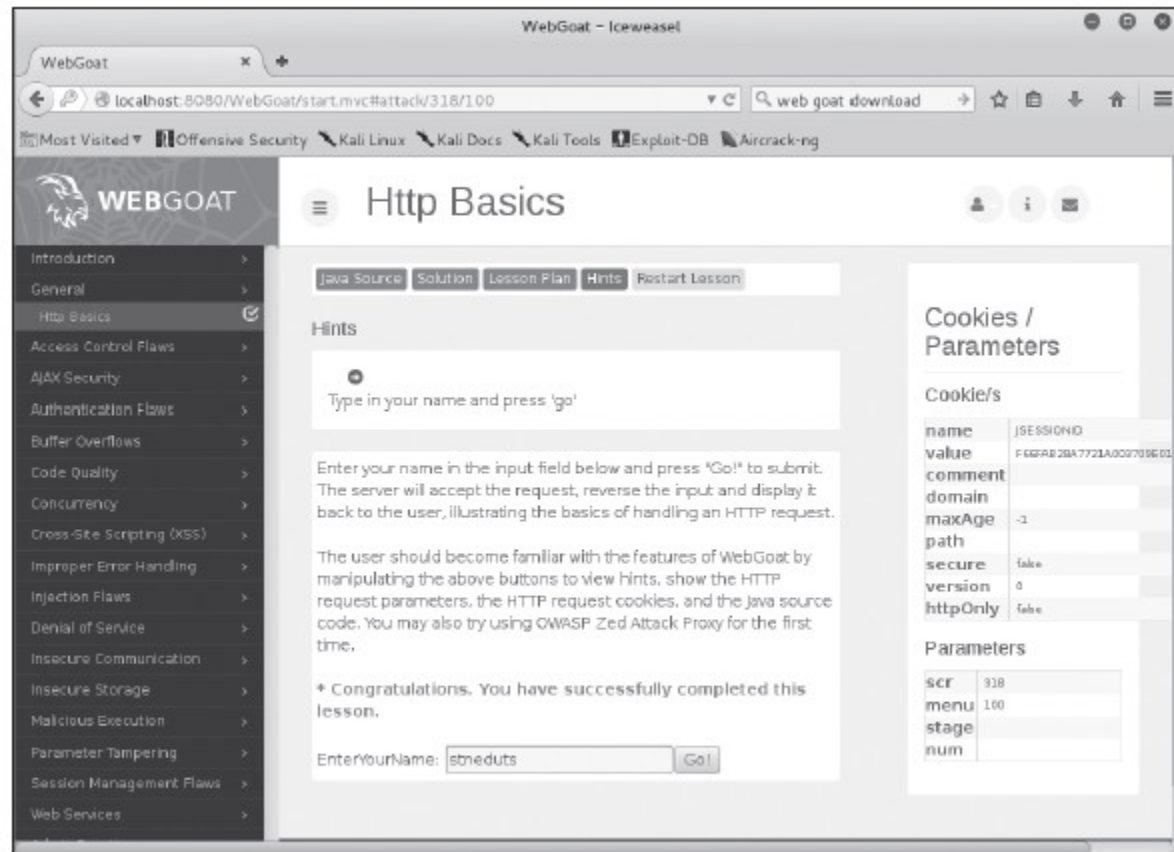 WebGoat - Iceweasel
WebGoat
localhost:8080/WebGoat/start.mvc#attack/318/100
web goat download
Most Visited
Offensive Security
Kali Linux
Kali Docs
Kali Tools
Exploit-DB
Aircrack-ng
WEBGOAT
Http Basics
Introduction
General
Http Basics
Access Control Flaws
AJAX Security
Authentication Flaws
Buffer Overflows
Code Quality
Concurrency
Cross-Site Scripting (XSS)
Improper Error Handling
Injection Flaws
Denial of Service
Insecure Communication
Insecure Storage
Malicious Execution
Parameter Tampering
Session Management Flaws
Web Services
Java Source Solution Lesson Plan Hints Restart Lesson
Hints
Type in your name and press 'go'
Enter your name in the input field below and press "Go!" to submit.
The server will accept the request, reverse the input and display it
back to the user, illustrating the basics of handling an HTTP request.
The user should become familiar with the features of WebGoat by
manipulating the above buttons to view hints, show the HTTP
request parameters, the HTTP request cookies, and the Java source
code. You may also try using OWASP Zed Attack Proxy for the first
time.
* Congratulations. You have successfully completed this
lesson.
EnterYourName: stneduts Go!
Cookies /
Parameters
Cookie/s
name JSESSIONID
value
comment
domain
maxAge -1
path
secure false
version 0
httpOnly false
Parameters
scr 318
menu 100
stage
num